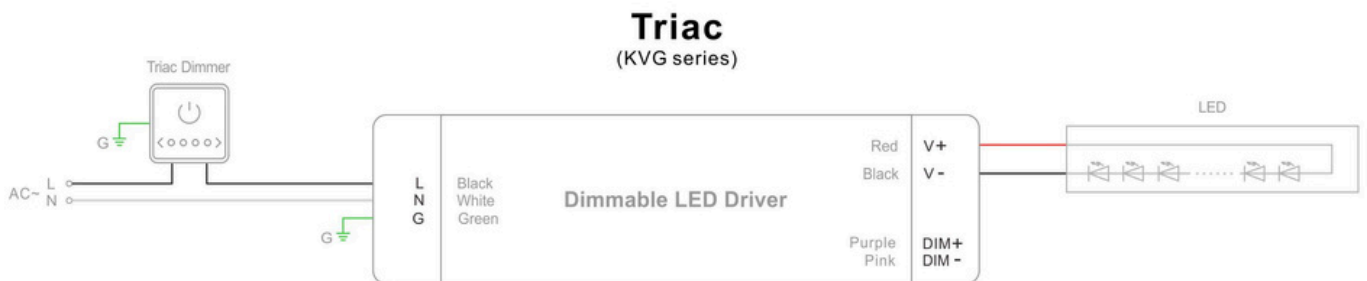 Triac
(KVG series)
Triac Dimmer
G
AC~ L
N
L Black
N White
G Green
G
Dimmable LED Driver
Red V+
Black V-
Purple DIM+
Pink DIM-
LED